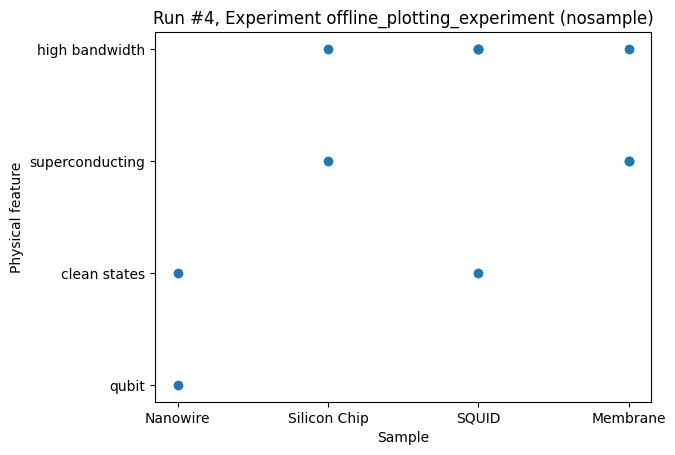 Run #4, Experiment offline_plotting_experiment (nosample)
high bandwidth
superconducting
clean states
qubit
Physical feature
Nanowire
Silicon Chip
SQUID
Membrane
Sample